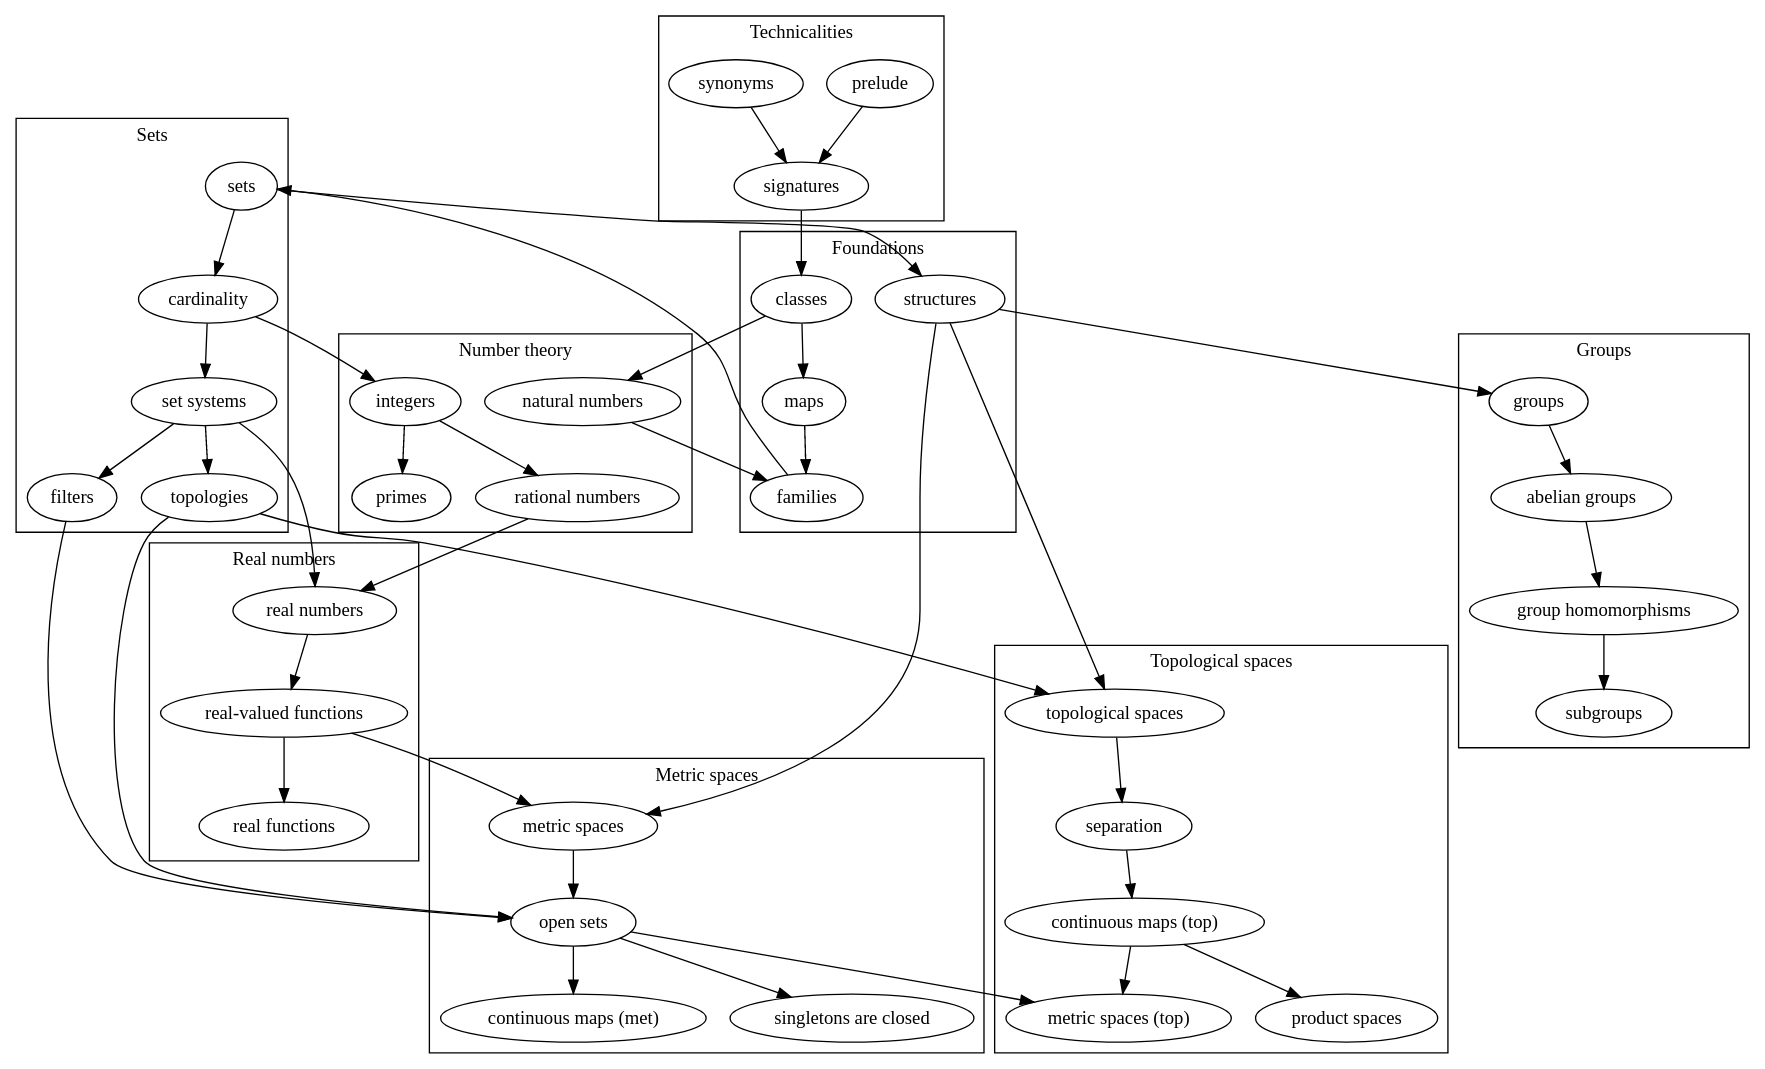 Technicalities
synonyms
prelude
signatures
Sets
sets
cardinality
set systems
filters
topologies
Foundations
classes
structures
maps
families
Number theory
integers
natural numbers
primes
rational numbers
Groups
groups
abelian groups
group homomorphisms
subgroups
Real numbers
real numbers
real-valued functions
real functions
Metric spaces
metric spaces
open sets
continuous maps (met)
singletons are closed
Topological spaces
topological spaces
separation
continuous maps (top)
metric spaces (top)
product spaces